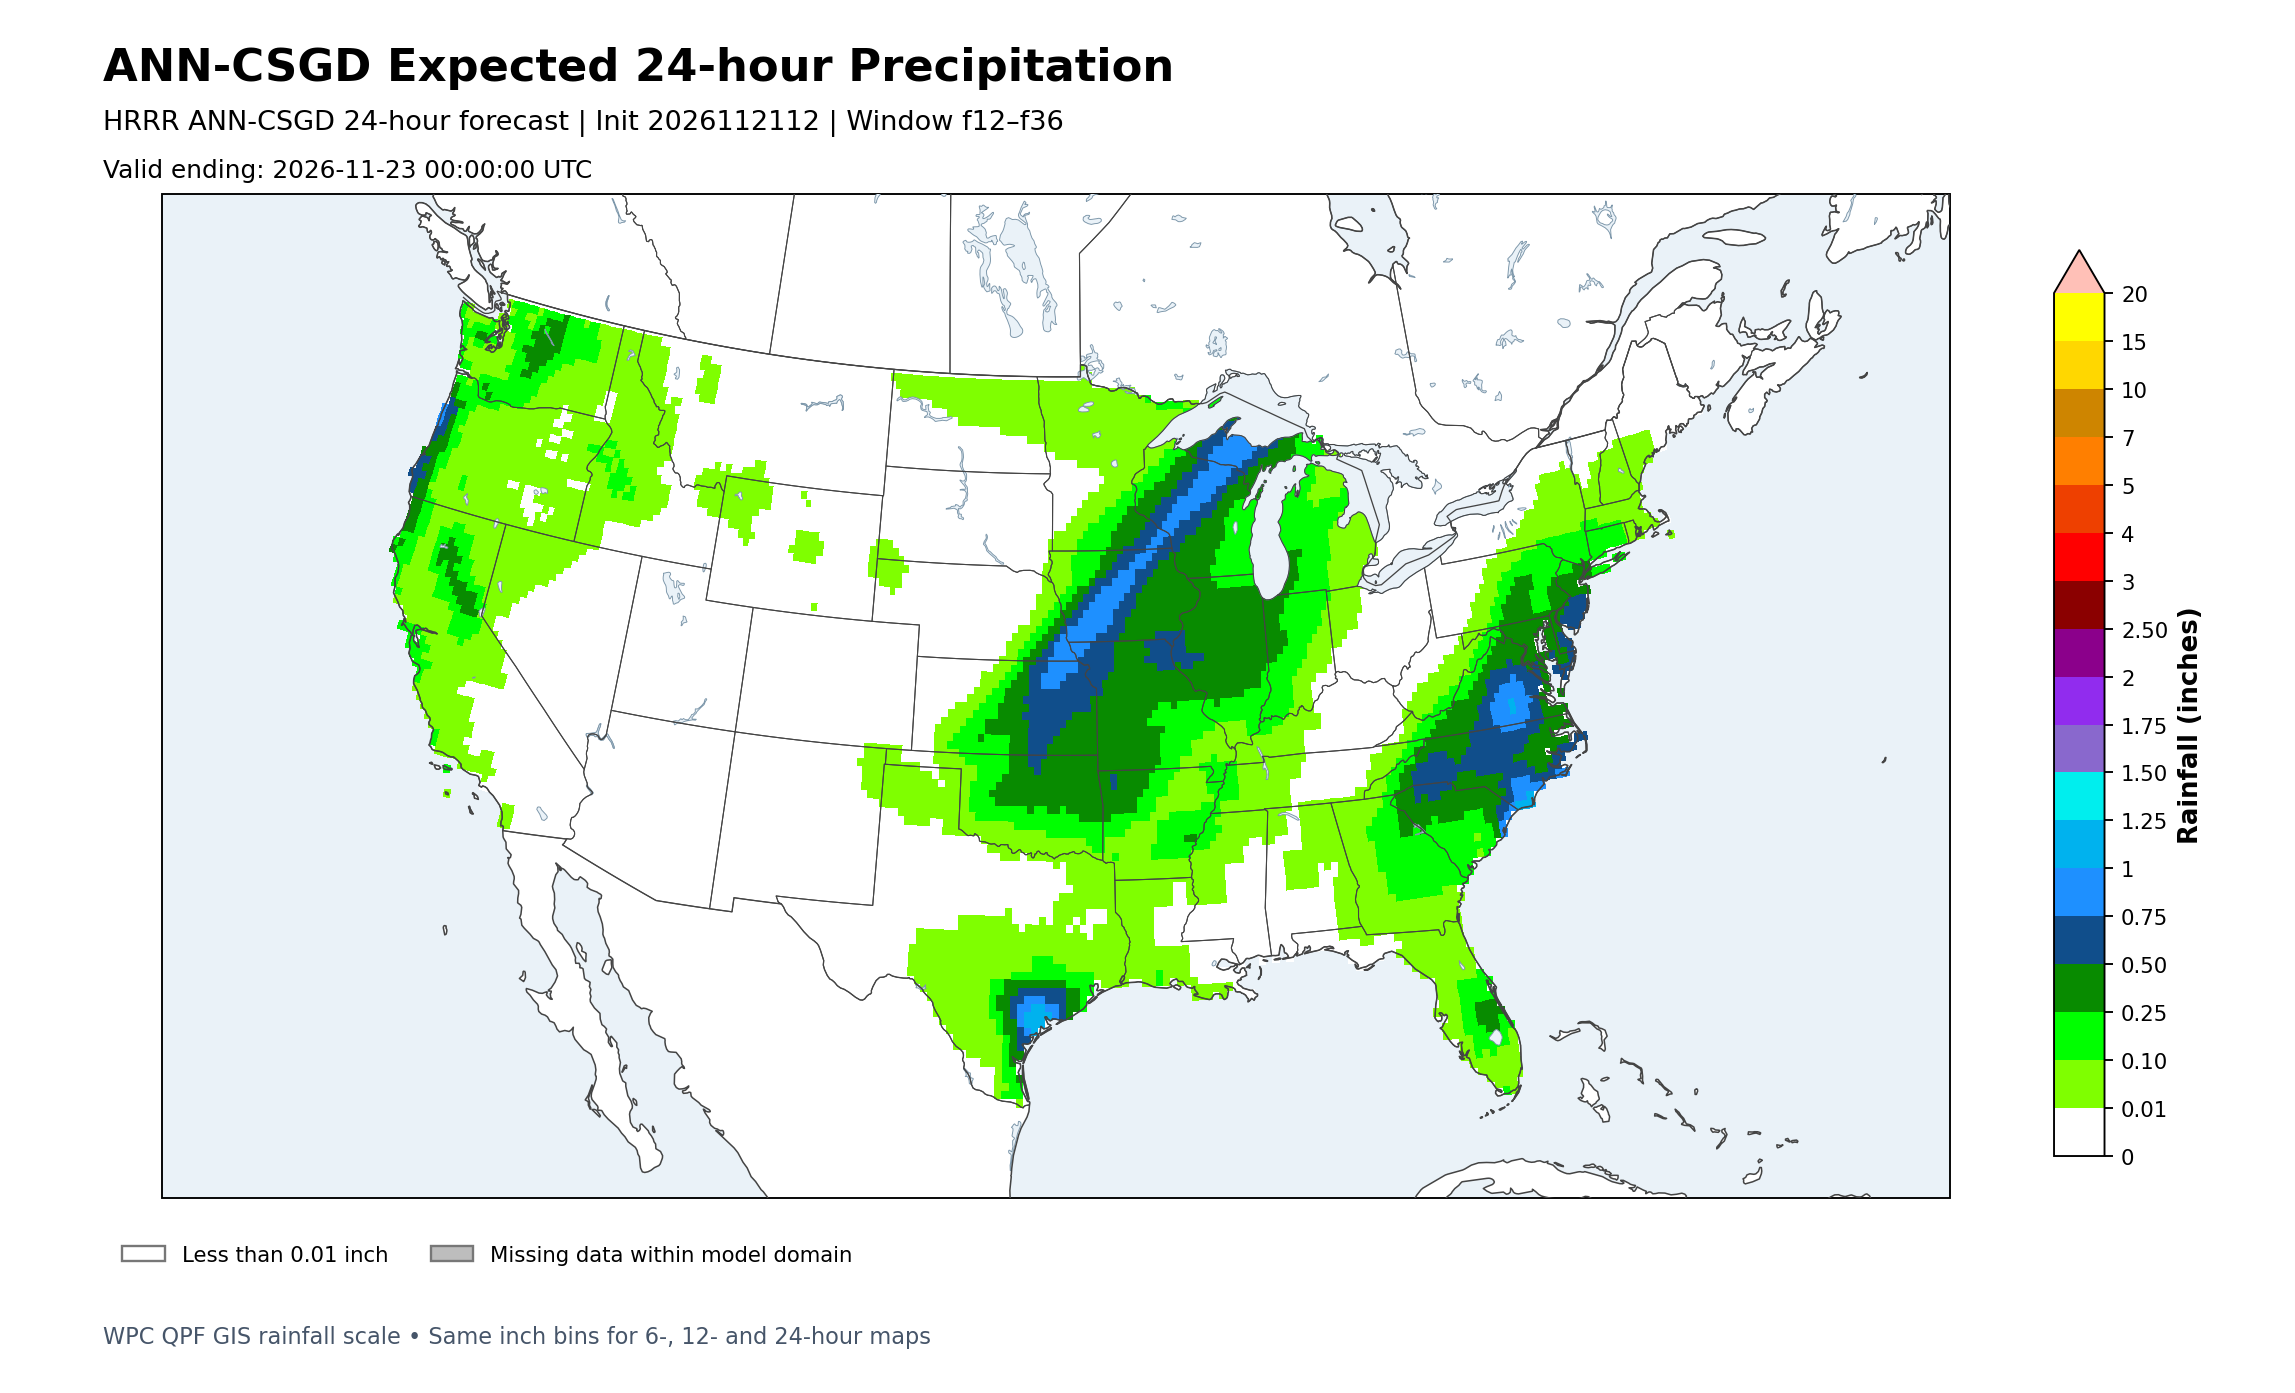 ANN-CSGD Expected 24-hour Precipitation
HRRR ANN-CSGD 24-hour forecast | Init 2026112112 | Window f12–f36
Valid ending: 2026-11-23 00:00:00 UTC
20
15
10
7
5
4
3
2.50
2
1.75
1.50
1.25
1
0.75
0.50
0.25
0.10
0.01
0
Rainfall (inches)
Less than 0.01 inch
Missing data within model domain
WPC QPF GIS rainfall scale • Same inch bins for 6-, 12- and 24-hour maps